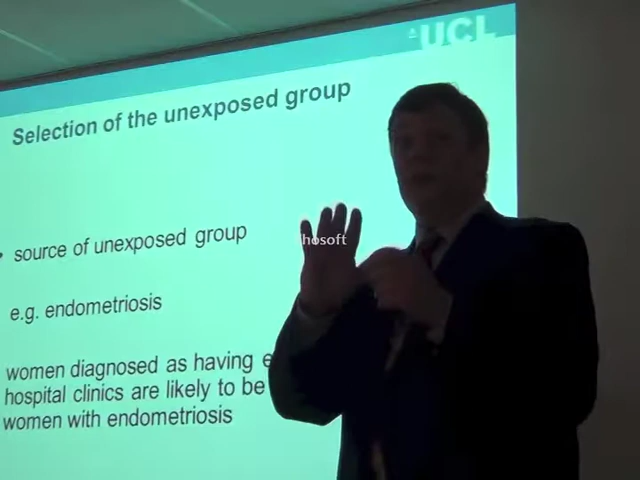 UCL
Selection of the unexposed group
• source of unexposed group
hosoft
e.g. endometriosis
women diagnosed as having
hospital clinics are likely to be
women with endometriosis